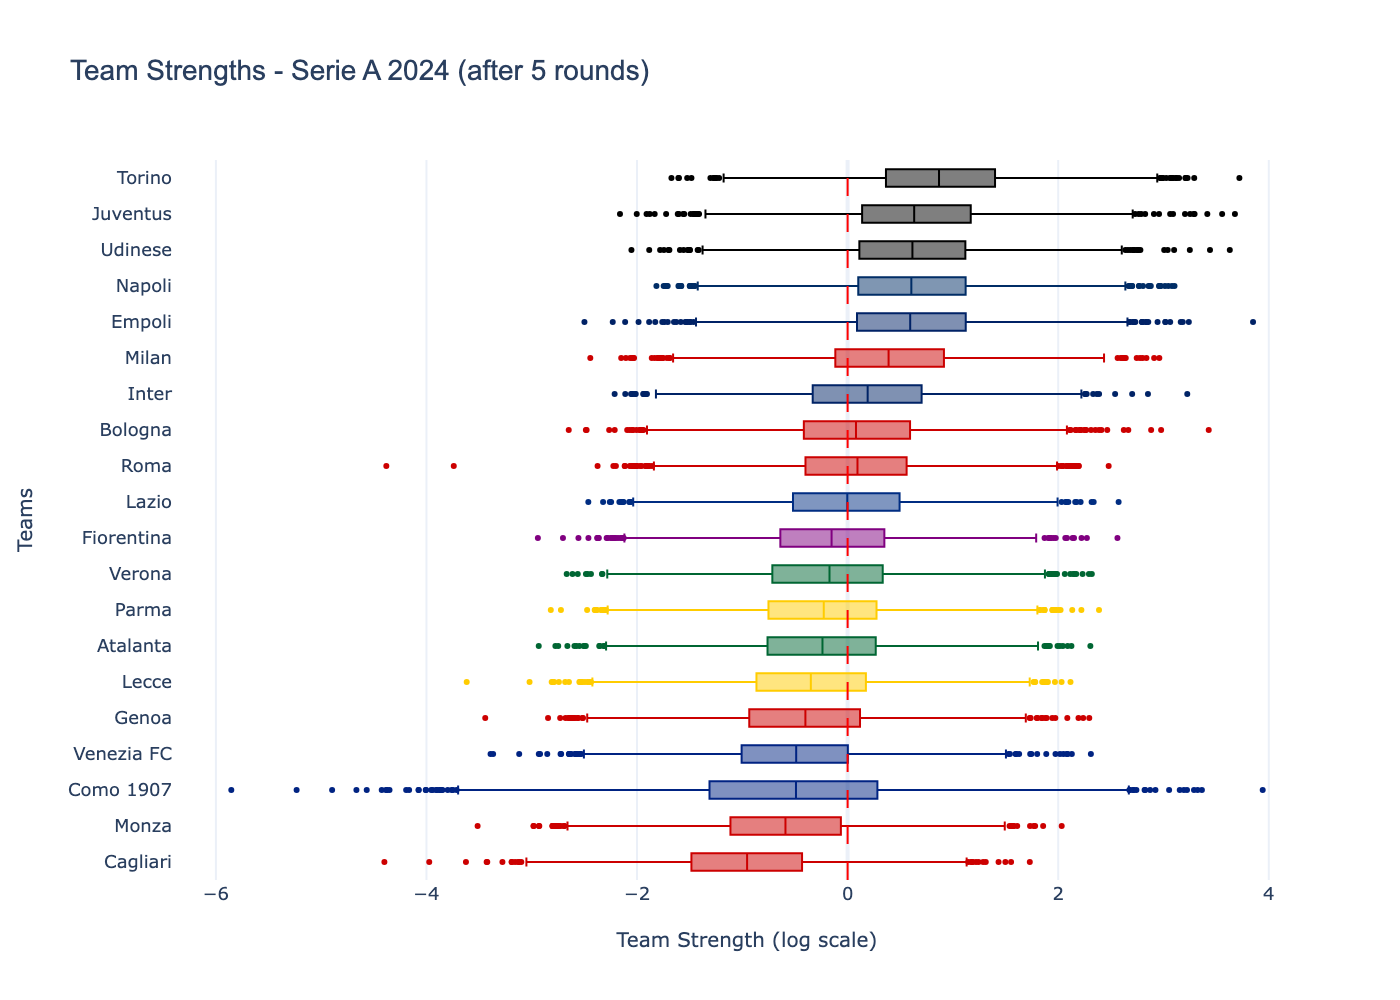 Team Strengths - Serie A 2024 (after 5 rounds)
Teams
Torino
Juventus
Udinese
Napoli
Empoli
Milan
Inter
Bologna
Roma
Lazio
Fiorentina
Verona
Parma
Atalanta
Lecce
Genoa
Venezia FC
Como 1907
Monza
Cagliari
−6 −4 −2 0 2 4
Team Strength (log scale)